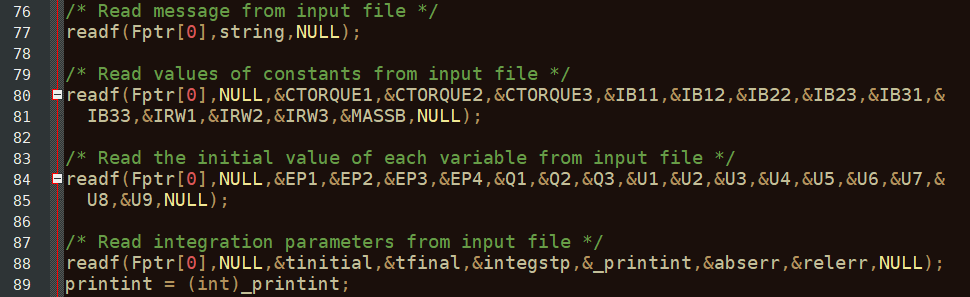 76 /* Read message from input file */
77 readf(Fptr[0],string,NULL);
78
79 /* Read values of constants from input file */
80 readf(Fptr[0],NULL,&CTORQUE1,&CTORQUE2,&CTORQUE3,&IB11,&IB12,&IB22,&IB23,&IB31,&
81 IB33,&IRW1,&IRW2,&IRW3,&MASSB,NULL);
82
83 /* Read the initial value of each variable from input file */
84 readf(Fptr[0],NULL,&EP1,&EP2,&EP3,&EP4,&Q1,&Q2,&Q3,&U1,&U2,&U3,&U4,&U5,&U6,&U7,&
85 U8,&U9,NULL);
86
87 /* Read integration parameters from input file */
88 readf(Fptr[0],NULL,&tinitial,&tfinal,&integstp,&_printint,&abserr,&relerr,NULL);
89 printint = (int)_printint;